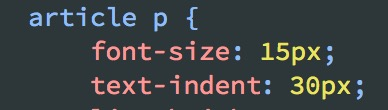 article p {
font-size: 15px;
text-indent: 30px;